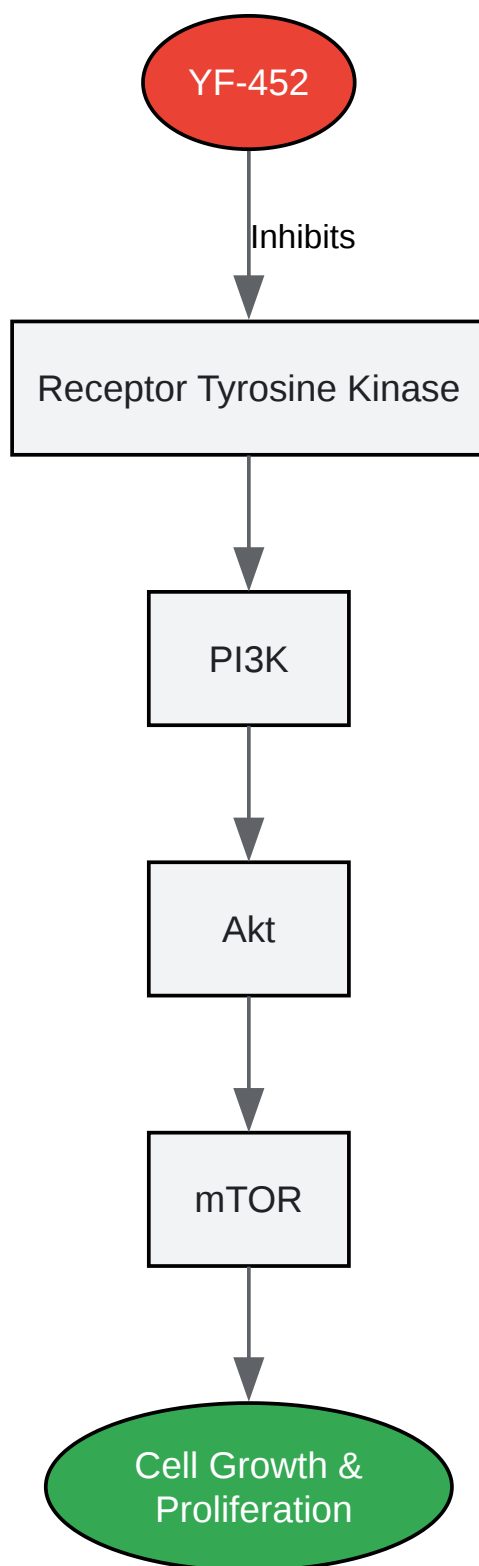 YF-452
Inhibits
Receptor Tyrosine Kinase
PI3K
Akt
mTOR
Cell Growth &
Proliferation